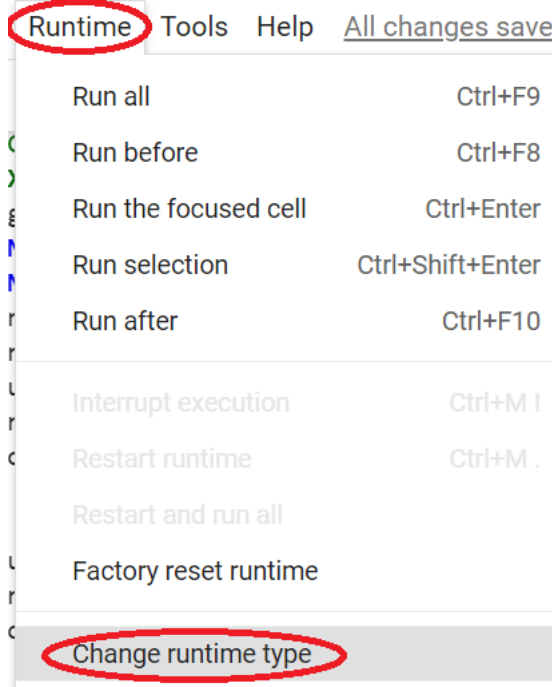 Runtime Tools Help All changes save
Run all Ctrl+F9
Run before Ctrl+F8
Run the focused cell Ctrl+Enter
Run selection Ctrl+Shift+Enter
Run after Ctrl+F10
Interrupt execution Ctrl+M I
Restart runtime Ctrl+M .
Restart and run all
Factory reset runtime
Change runtime type